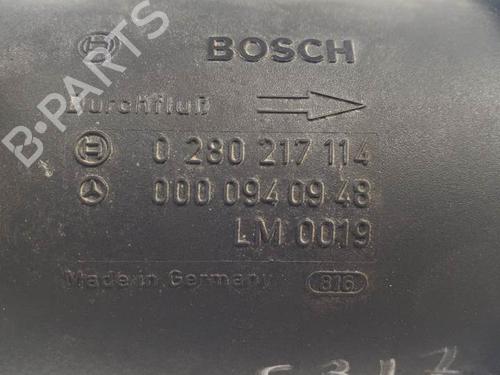 BOSCH
Durchfluß
0 280 217 114
000 094 09 48
LM 0019
Made in Germany 816
B-PARTS